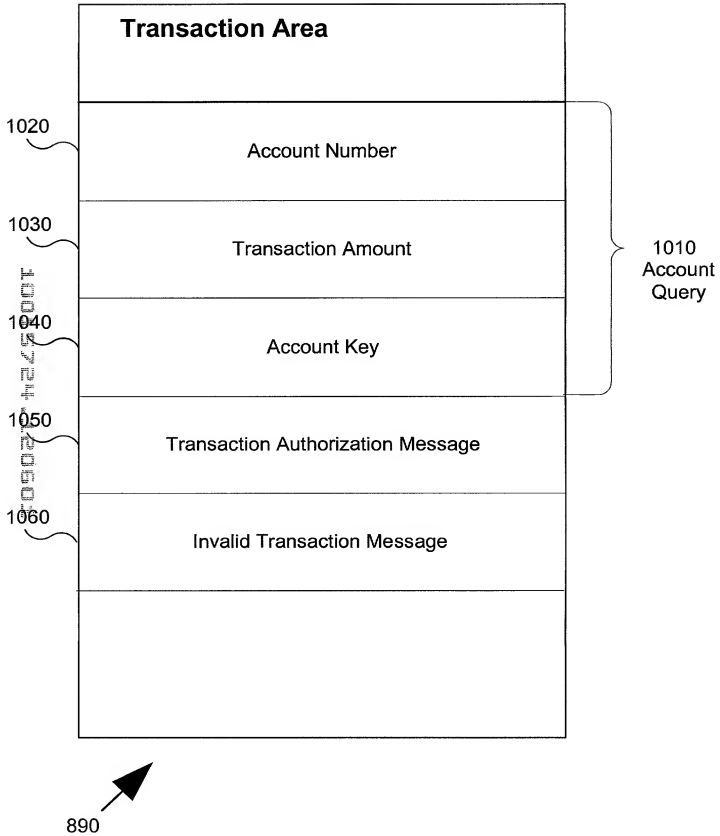 Transaction Area
1020
Account Number
1030
Transaction Amount
1010
Account
Query
1040
Account Key
1050
Transaction Authorization Message
1060
Invalid Transaction Message
890